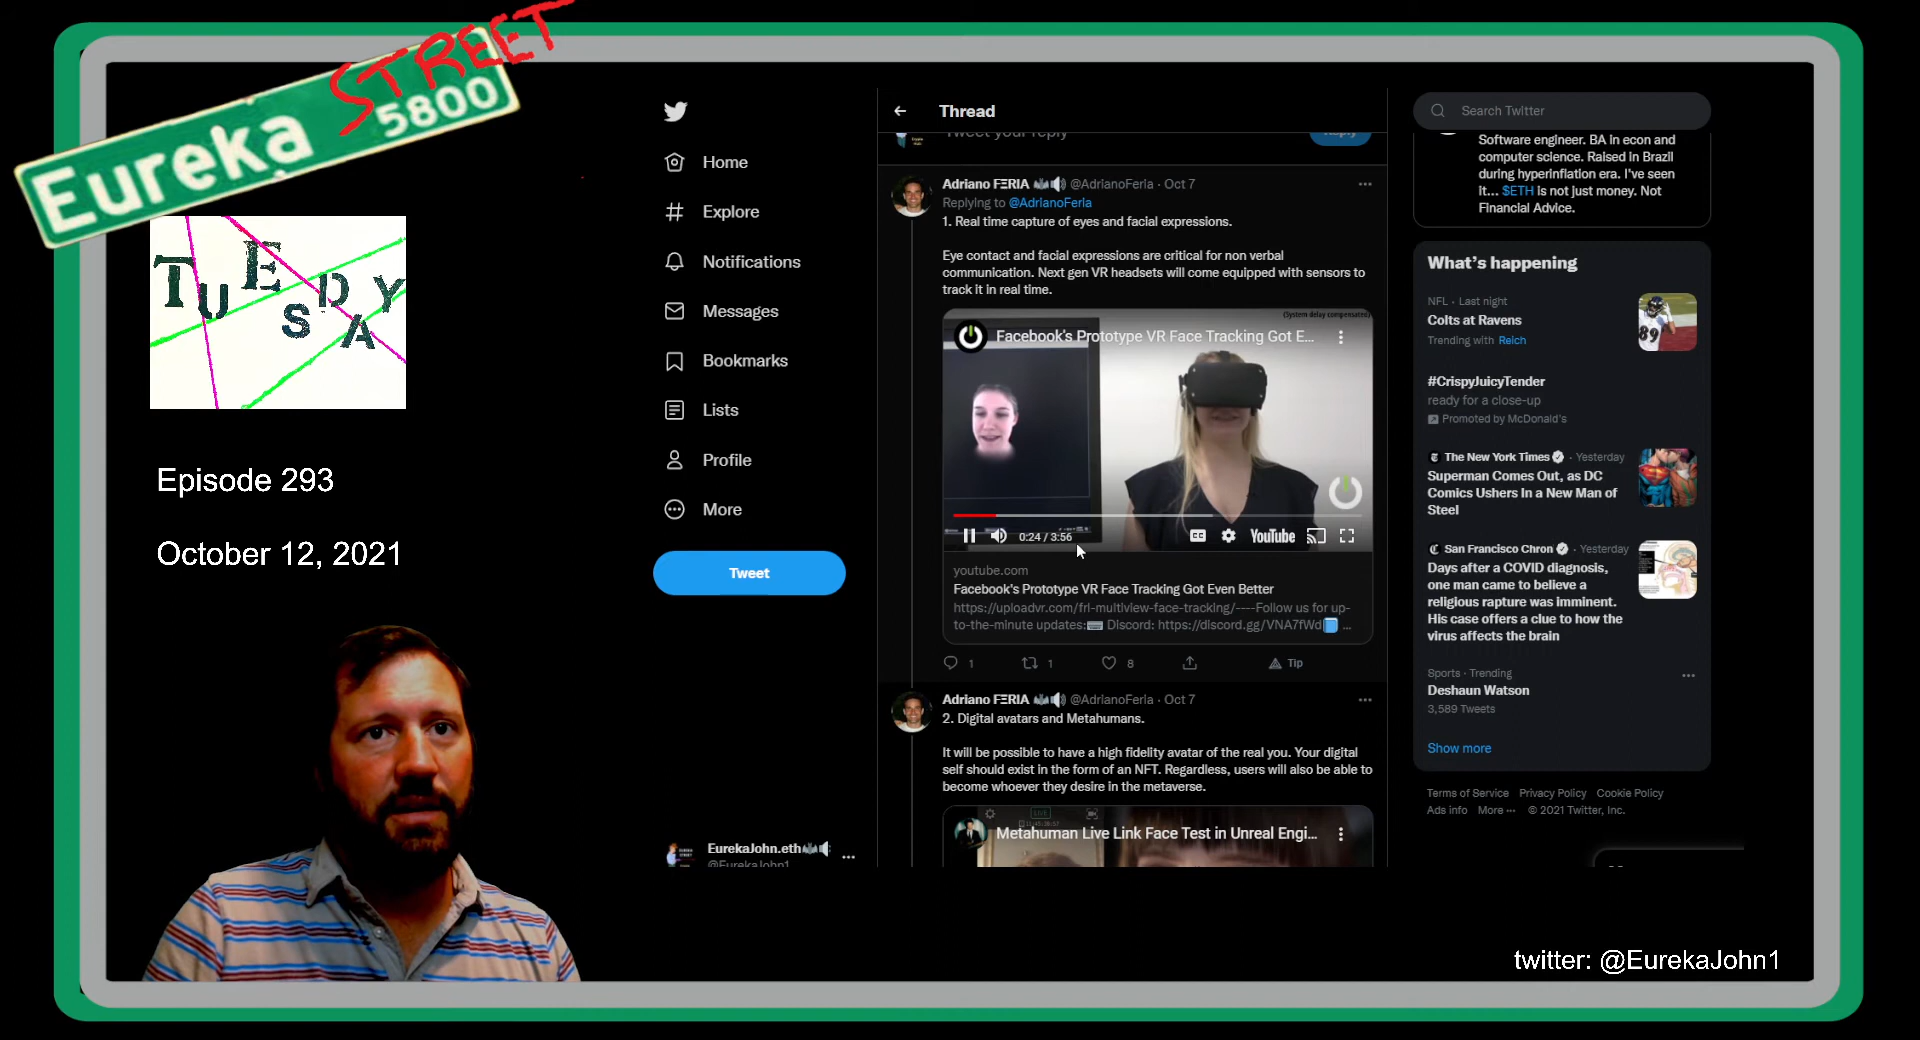 Eureka STREET
5800
TUESDAY
Episode 293
October 12, 2021
Home
Explore
Notifications
Messages
Bookmarks
Lists
Profile
More
Tweet
EurekaJohn.eth
@EurekaJohn1
Thread
Tweet your reply
Reply
Adriano FΞRIA @AdrianoFeria · Oct 7
Replying to @AdrianoFeria
1. Real time capture of eyes and facial expressions.
Eye contact and facial expressions are critical for non verbal
communication. Next gen VR headsets will come equipped with sensors to
track it in real time.
(System delay compensated)
Facebook's Prototype VR Face Tracking Got E...
0:24 / 3:56
CC
YouTube
youtube.com
Facebook's Prototype VR Face Tracking Got Even Better
https://uploadvr.com/frl-multiview-face-tracking/----Follow us for up-
to-the-minute updates: Discord: https://discord.gg/VNA7fWd ...
1
1
8
Tip
Adriano FΞRIA @AdrianoFeria · Oct 7
2. Digital avatars and Metahumans.
It will be possible to have a high fidelity avatar of the real you. Your digital
self should exist in the form of an NFT. Regardless, users will also be able to
become whoever they desire in the metaverse.
LIVE
Metahuman Live Link Face Test in Unreal Engi...
Search Twitter
Software engineer. BA in econ and
computer science. Raised in Brazil
during hyperinflation era. I've seen
it... $ETH is not just money. Not
Financial Advice.
What's happening
NFL · Last night
Colts at Ravens
Trending with Reich
#CrispyJuicyTender
ready for a close-up
Promoted by McDonald's
The New York Times · Yesterday
Superman Comes Out, as DC
Comics Ushers In a New Man of
Steel
San Francisco Chron · Yesterday
Days after a COVID diagnosis,
one man came to believe a
religious rapture was imminent.
His case offers a clue to how the
virus affects the brain
Sports · Trending
Deshaun Watson
3,589 Tweets
Show more
Terms of Service Privacy Policy Cookie Policy
Ads info More ··· © 2021 Twitter, Inc.
twitter: @EurekaJohn1